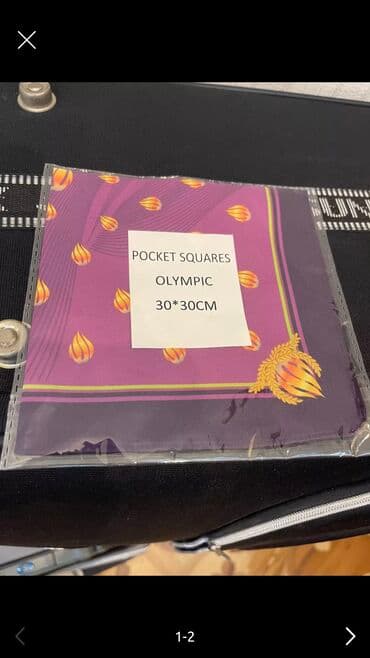 POCKET SQUARES
OLYMPIC
30*30CM
1-2